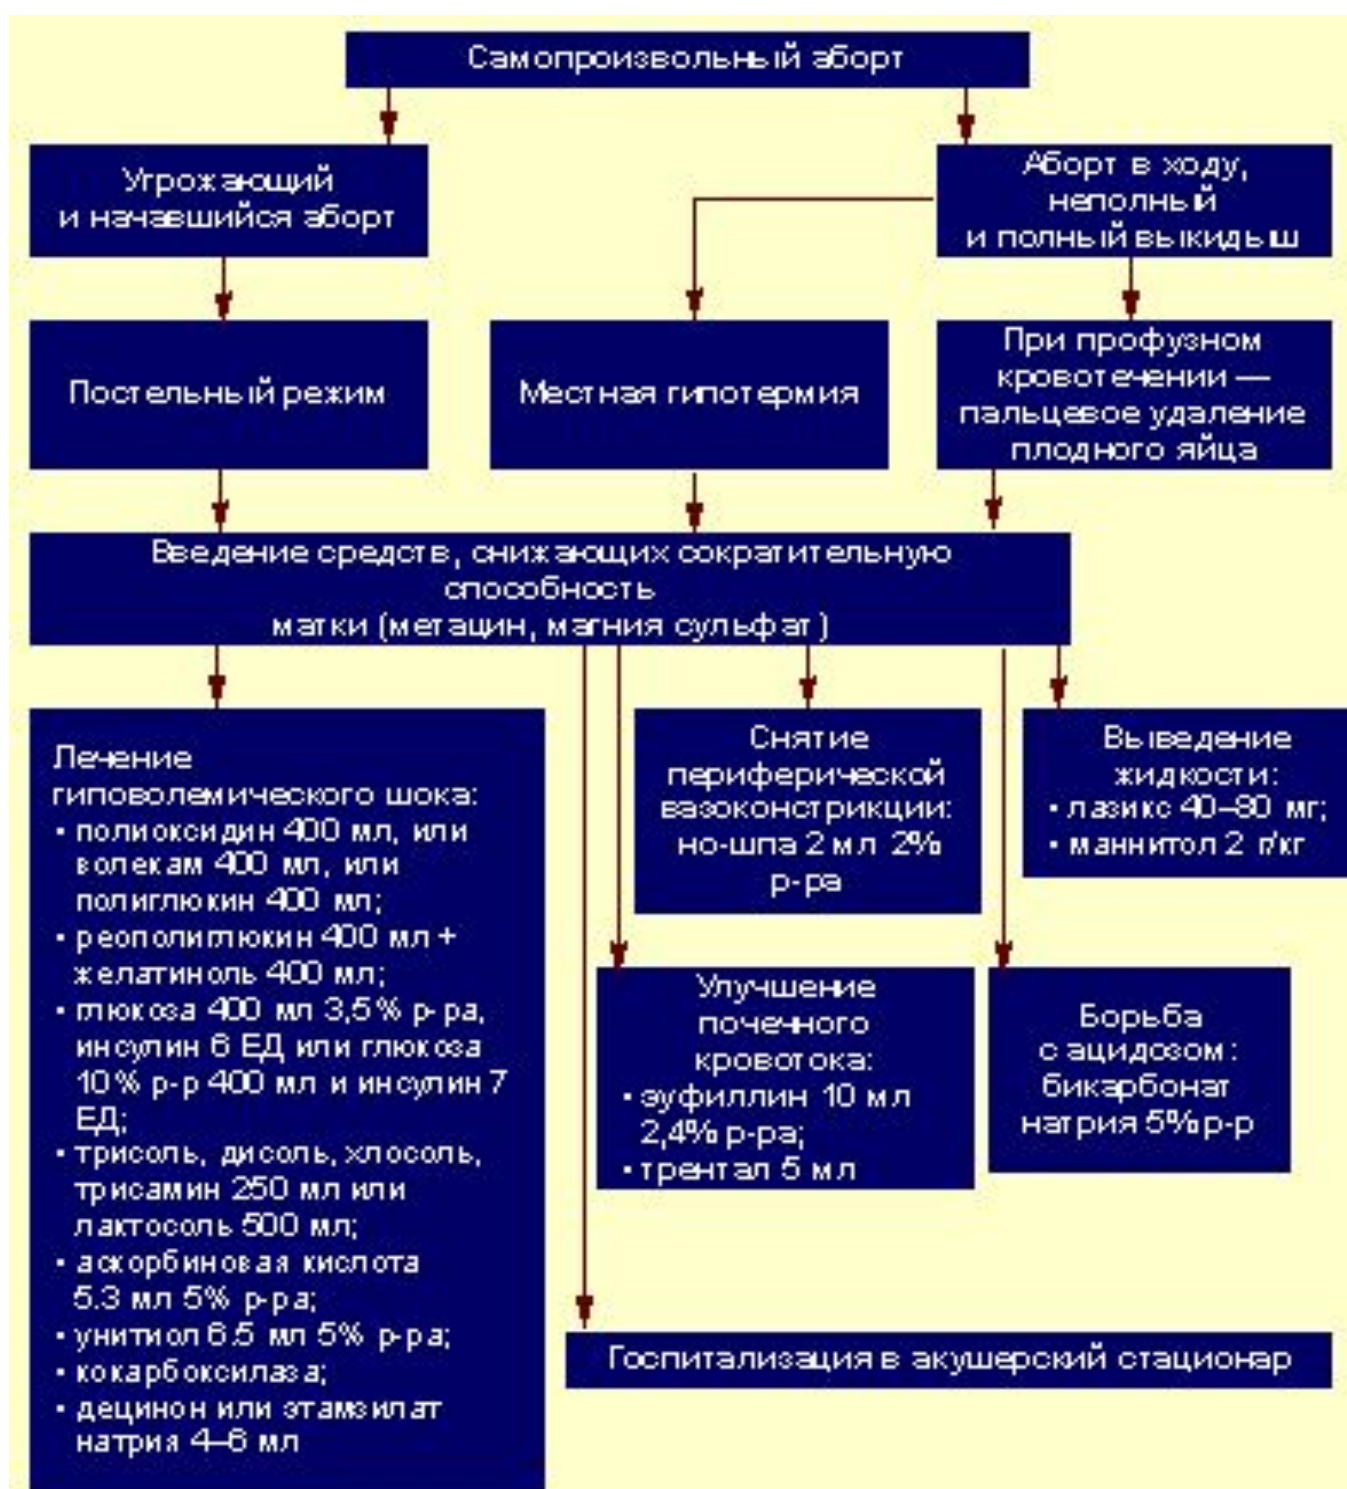 Самопроизвольный аборт
Угрожающий
и начавшийся аборт
Аборт в ходу,
неполный
и полный выкидыш
Постельный режим
Местная гипотермия
При профузном
кровотечении —
пальцевое удаление
плодного яйца
Введение средств, снижающих сократительную
способность
матки (метацин, магния сульфат)
Лечение
гиповолемического шока:
• полиоксидин 400 мл, или
волекам 400 мл, или
полиглюкин 400 мл;
• реополиглюкин 400 мл +
желатиноль 400 мл;
• глюкоза 400 мл 3,5% р-ра,
инсулин 6 ЕД или глюкоза
10% р-р 400 мл и инсулин 7
ЕД;
• трисоль, дисоль, хлосоль,
трисамин 250 мл или
лактосоль 500 мл;
• аскорбиновая кислота
5.3 мл 5% р-ра;
• унитиол 6.5 мл 5% р-ра;
• кокарбоксилаза;
• децинон или этамзилат
натрия 4–6 мл
Снятие
периферической
вазоконстрикции:
но-шпа 2 мл 2%
р-ра
Выведение
жидкости:
• лазикс 40–80 мг;
• маннитол 2 г/кг
Улучшение
почечного
кровотока:
• эуфиллин 10 мл
2,4% р-ра;
• трентал 5 мл
Борьба
с ацидозом:
бикарбонат
натрия 5% р-р
Госпитализация в акушерский стационар